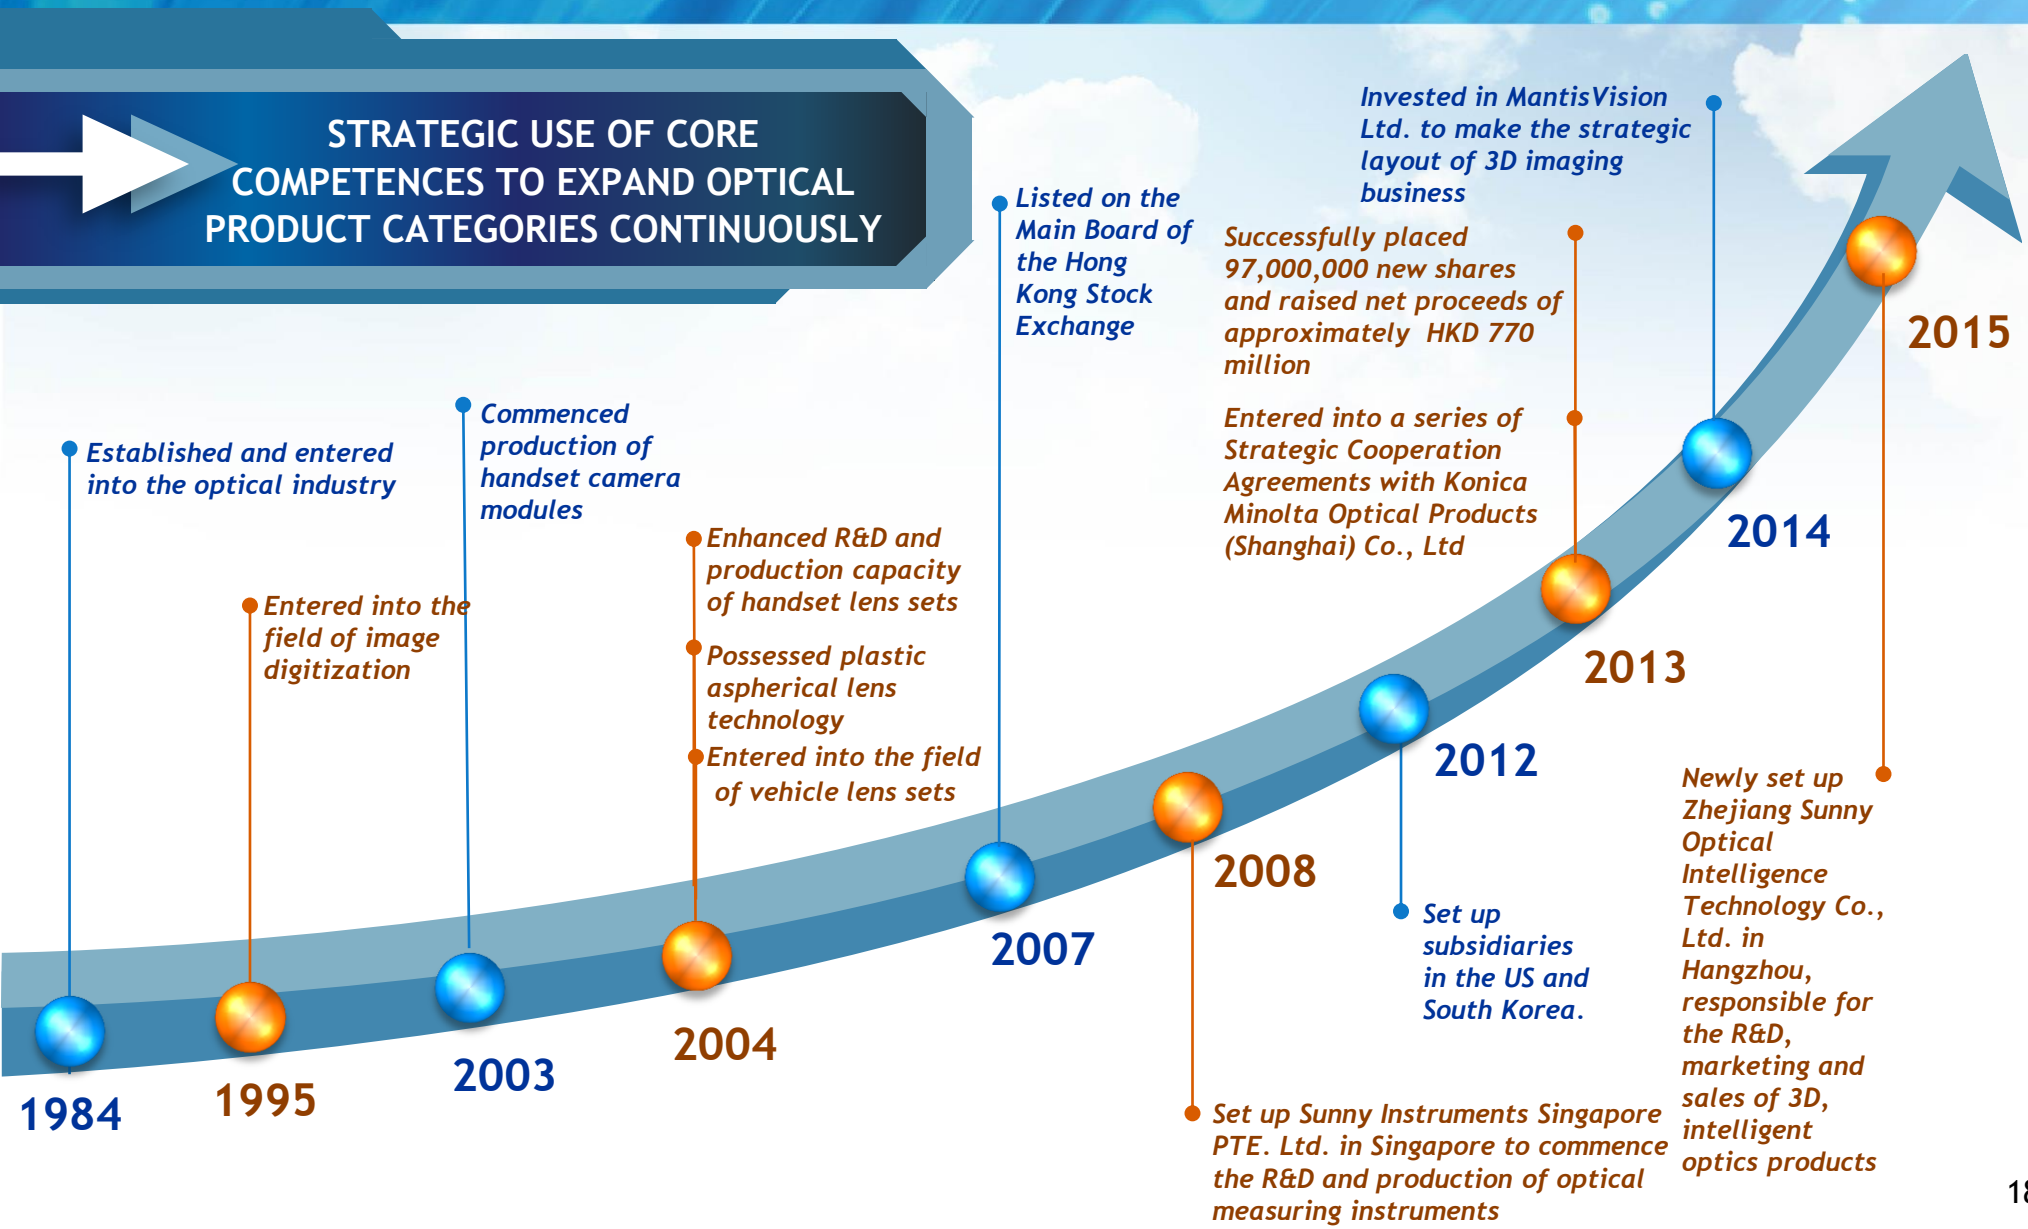 STRATEGIC USE OF CORE
COMPETENCES TO EXPAND OPTICAL
PRODUCT CATEGORIES CONTINUOUSLY
Established and entered
into the optical industry
1984
Entered into the
field of image
digitization
1995
Commenced
production of
handset camera
modules
2003
Enhanced R&D and
production capacity
of handset lens sets
Possessed plastic
aspherical lens
technology
Entered into the field
of vehicle lens sets
2004
Listed on the
Main Board of
the Hong
Kong Stock
Exchange
2007
2008
Set up Sunny Instruments Singapore
PTE. Ltd. in Singapore to commence
the R&D and production of optical
measuring instruments
2012
Set up
subsidiaries
in the US and
South Korea.
Successfully placed
97,000,000 new shares
and raised net proceeds of
approximately HKD 770
million
Entered into a series of
Strategic Cooperation
Agreements with Konica
Minolta Optical Products
(Shanghai) Co., Ltd
2013
Invested in MantisVision
Ltd. to make the strategic
layout of 3D imaging
business
2014
2015
Newly set up
Zhejiang Sunny
Optical
Intelligence
Technology Co.,
Ltd. in
Hangzhou,
responsible for
the R&D,
marketing and
sales of 3D,
intelligent
optics products
18